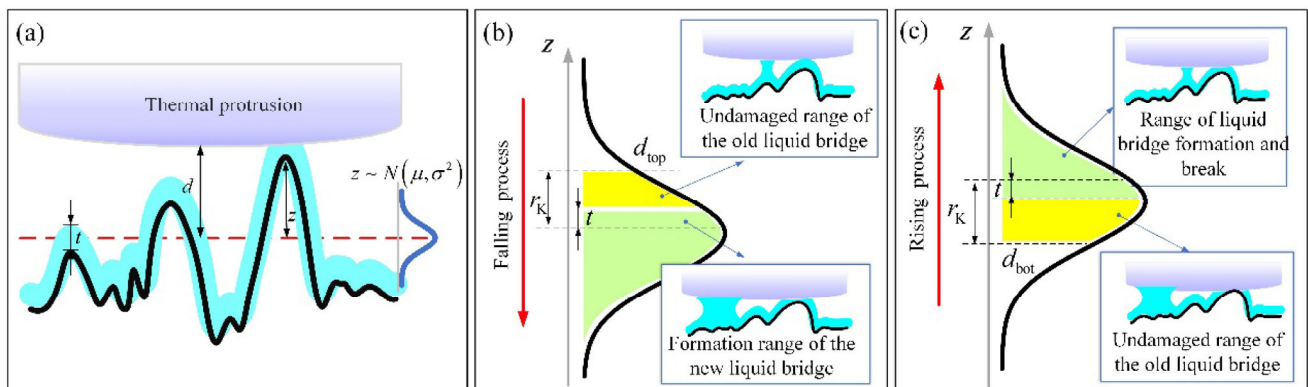 (a)
Thermal protrusion
d
z
t
z ~ N(μ,σ²)
(b)
z
Falling process
Undamaged range of
the old liquid bridge
d_top
r_K
t
Formation range of the
new liquid bridge
(c)
z
Rising process
Range of liquid
bridge formation and
break
t
r_K
d_bot
Undamaged range of
the old liquid bridge